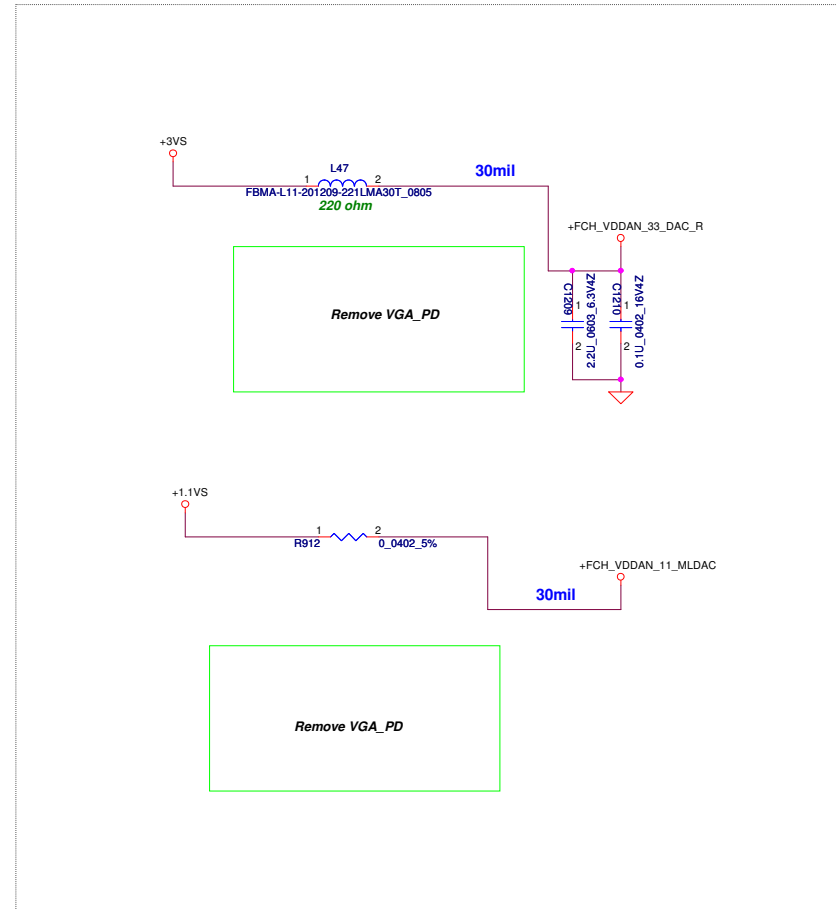 +3VS
L47
1 2
FBMA-L11-201209-221LMA30T_0805
220 ohm
30mil
+FCH_VDDAN_33_DAC_R
Remove VGA_PD
C1209
1
2
2.2U_0603_6.3V4Z
C1210
1
2
0.1U_0402_16V4Z
+1.1VS
1 2
R912 0_0402_5%
+FCH_VDDAN_11_MLDAC
30mil
Remove VGA_PD